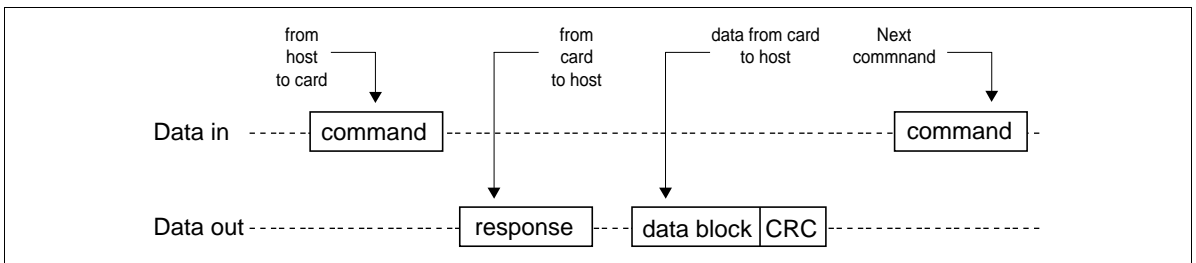 from
host
to card
from
card
to host
data from card
to host
Next
commnand
Data in
command
command
Data out
response
data block
CRC